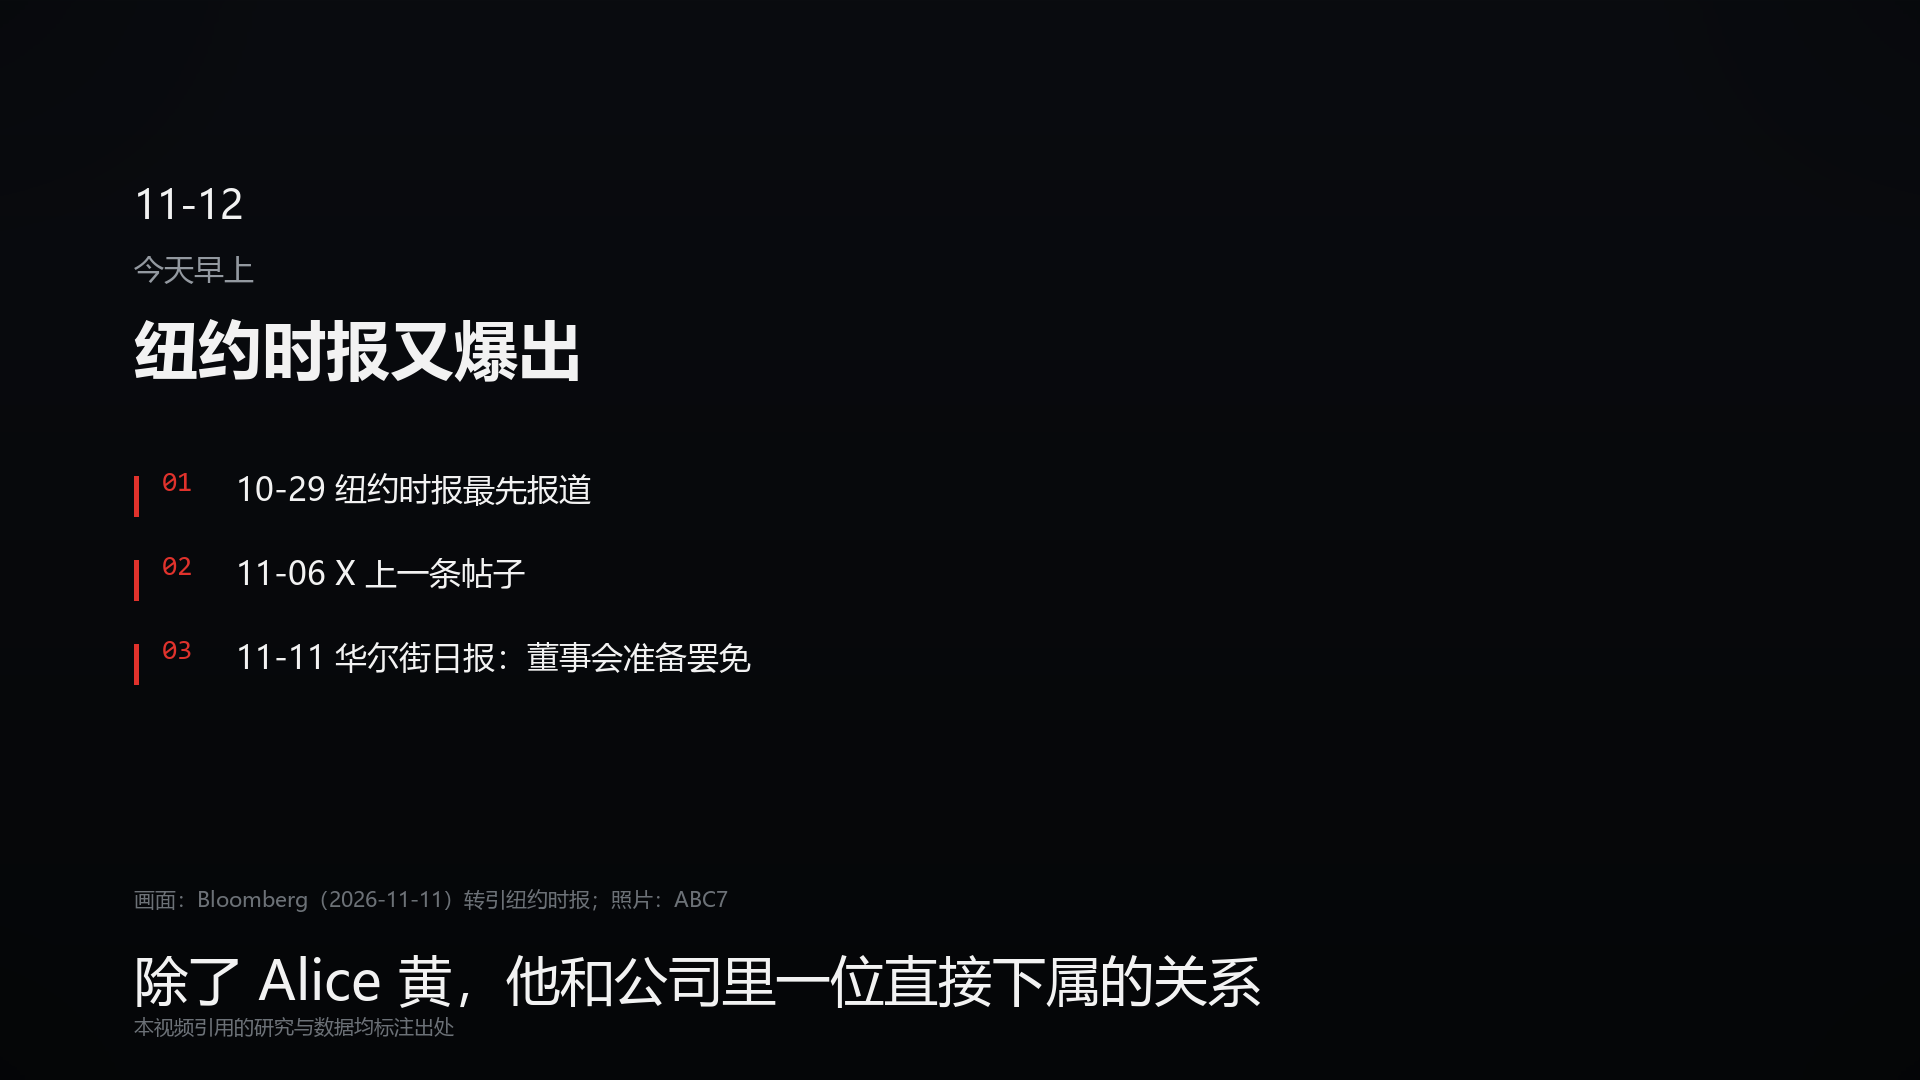 11-12
今天早上
纽约时报又爆出
01 10-29 纽约时报最先报道
02 11-06 X 上一条帖子
03 11-11 华尔街日报：董事会准备罢免
画面：Bloomberg（2026-11-11）转引纽约时报；照片：ABC7
除了 Alice 黄，他和公司里一位直接下属的关系
本视频引用的研究与数据均标注出处